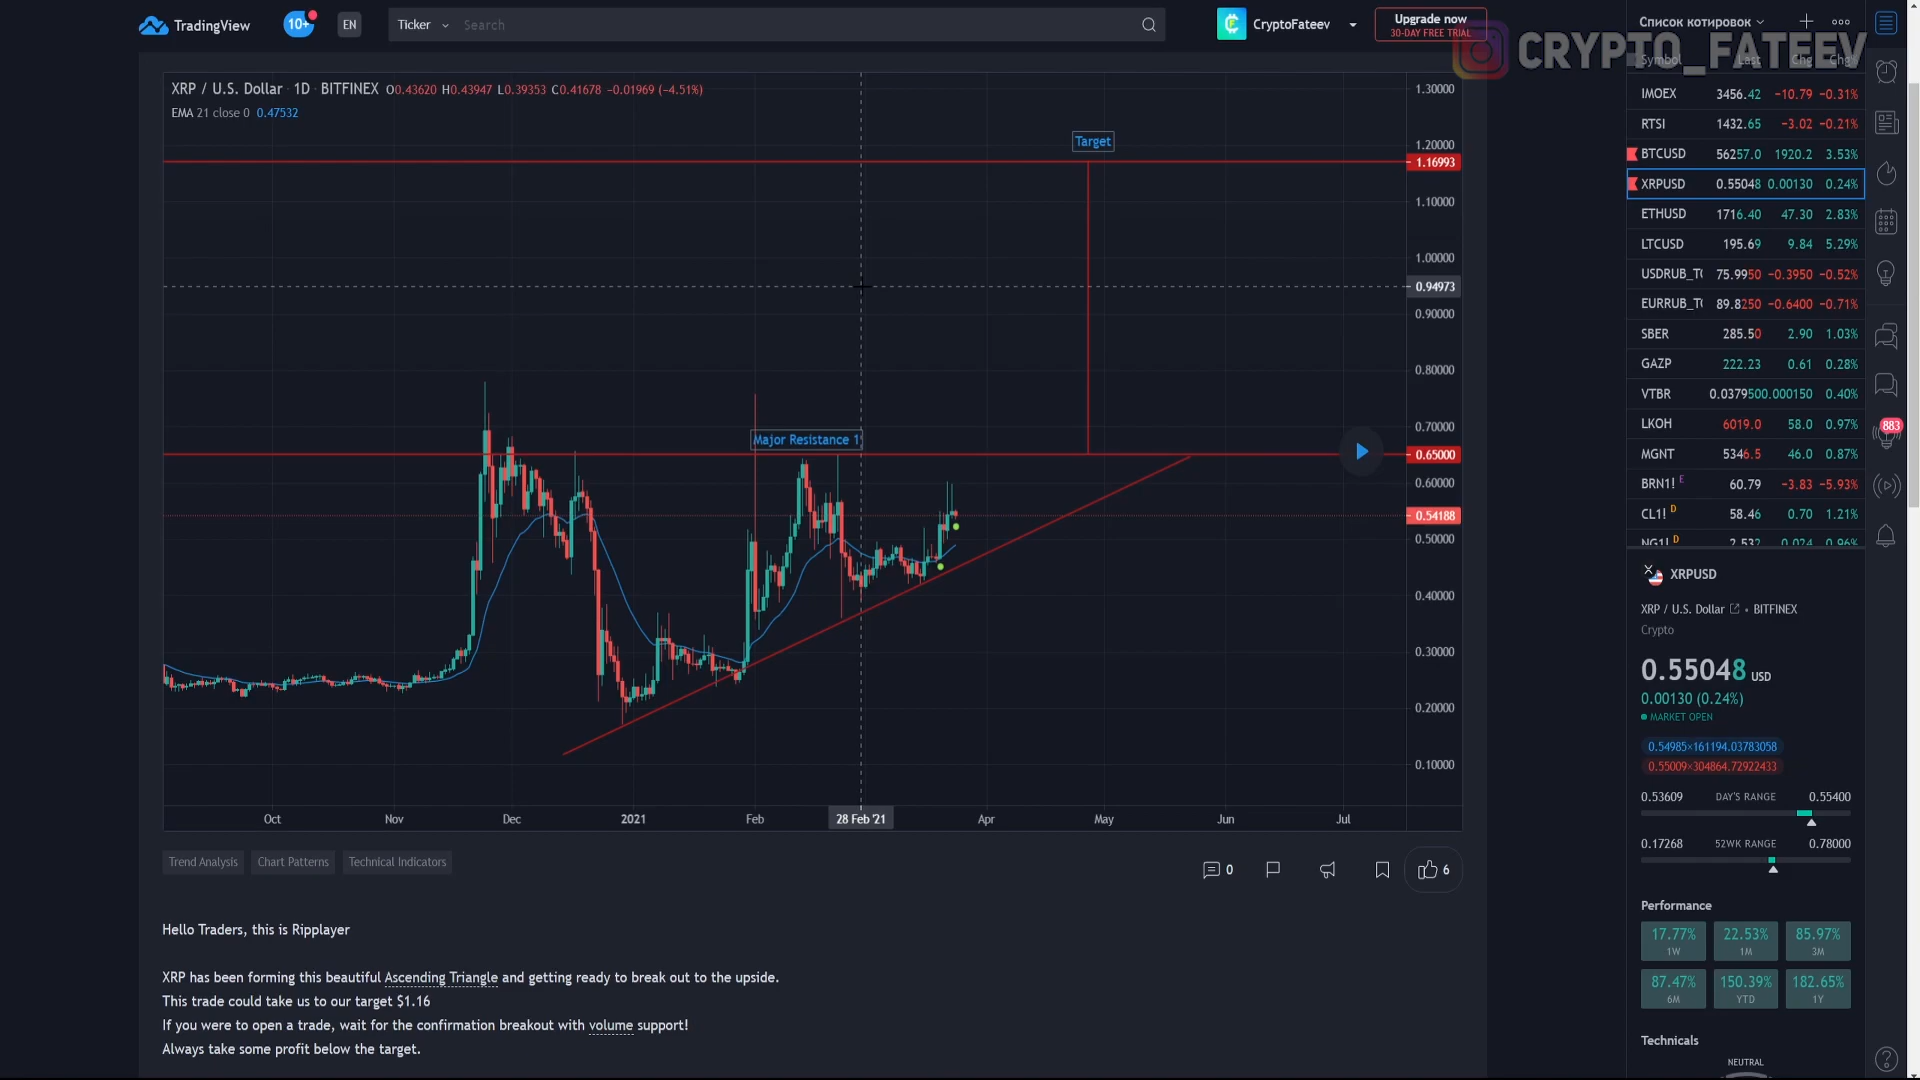 TradingView 10+ EN Ticker Search CryptoFateev Upgrade now
30-DAY FREE TRIAL
Список котировок
CRYPTO_FATEEV
Symbol Last Chg Chg%
XRP / U.S. Dollar 1D BITFINEX O0.43620 H0.43947 L0.39353 C0.41678 −0.01969 (−4.51%)
EMA 21 close 0 0.47532
Target
Major Resistance 1
1.30000
1.20000
1.16993
1.10000
1.00000
0.94973
0.90000
0.80000
0.70000
0.65000
0.60000
0.54188
0.50000
0.40000
0.30000
0.20000
0.10000
Oct Nov Dec 2021 Feb 28 Feb '21 Apr May Jun Jul
Trend Analysis Chart Patterns Technical Indicators
0 6
Hello Traders, this is Ripplayer
XRP has been forming this beautiful Ascending Triangle and getting ready to break out to the upside.
This trade could take us to our target $1.16
If you were to open a trade, wait for the confirmation breakout with volume support!
Always take some profit below the target.
IMOEX 3456.42 −10.79 −0.31%
RTSI 1432.65 −3.02 −0.21%
BTCUSD 56257.0 1920.2 3.53%
XRPUSD 0.55048 0.00130 0.24%
ETHUSD 1716.40 47.30 2.83%
LTCUSD 195.69 9.84 5.29%
USDRUB_TO 75.9950 −0.3950 −0.52%
EURRUB_TO 89.8250 −0.6400 −0.71%
SBER 285.50 2.90 1.03%
GAZP 222.23 0.61 0.28%
VTBR 0.0379500.000150 0.40%
LKOH 6019.0 58.0 0.97%
MGNT 5346.5 46.0 0.87%
BRN1! E 60.79 −3.83 −5.93%
CL1! D 58.46 0.70 1.21%
NG1! D 2.532 0.024 0.96%
883
XRPUSD
XRP / U.S. Dollar • BITFINEX
Crypto
0.55048 USD
0.00130 (0.24%)
MARKET OPEN
0.54985×161194.03783058
0.55009×304864.72922433
0.53609 DAY'S RANGE 0.55400
0.17268 52WK RANGE 0.78000
Performance
17.77% 22.53% 85.97%
1W 1M 3M
87.47% 150.39% 182.65%
6M YTD 1Y
Technicals
NEUTRAL